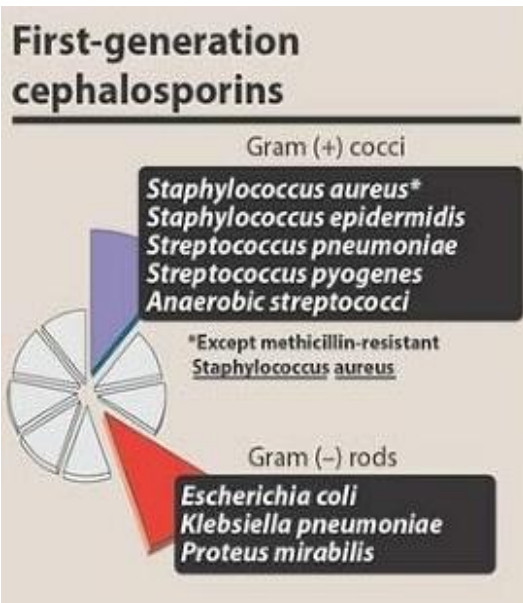 First-generation
cephalosporins
Gram (+) cocci
Staphylococcus aureus*
Staphylococcus epidermidis
Streptococcus pneumoniae
Streptococcus pyogenes
Anaerobic streptococci
*Except methicillin-resistant
Staphylococcus aureus
Gram (–) rods
Escherichia coli
Klebsiella pneumoniae
Proteus mirabilis